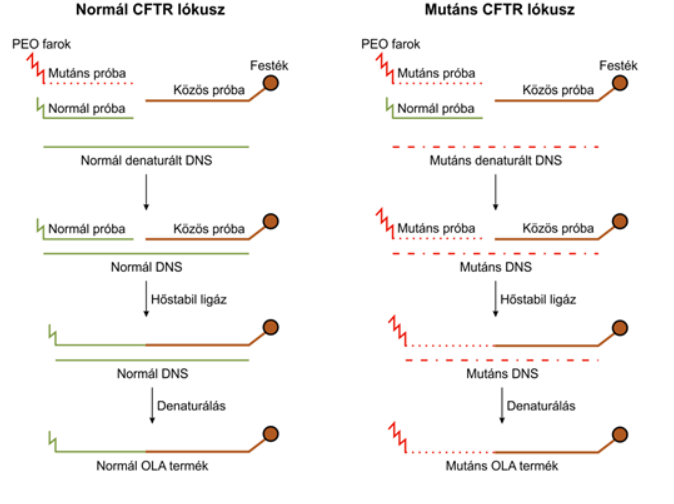 Normál CFTR lókusz
PEO farok
Festék
Mutáns próba
Közös próba
Normál próba
Normál denaturált DNS
Normál próba
Közös próba
Normál DNS
Hőstabil ligáz
Normál DNS
Denaturálás
Normál OLA termék
Mutáns CFTR lókusz
PEO farok
Festék
Mutáns próba
Közös próba
Normál próba
Mutáns denaturált DNS
Mutáns próba
Közös próba
Mutáns DNS
Hőstabil ligáz
Mutáns DNS
Denaturálás
Mutáns OLA termék